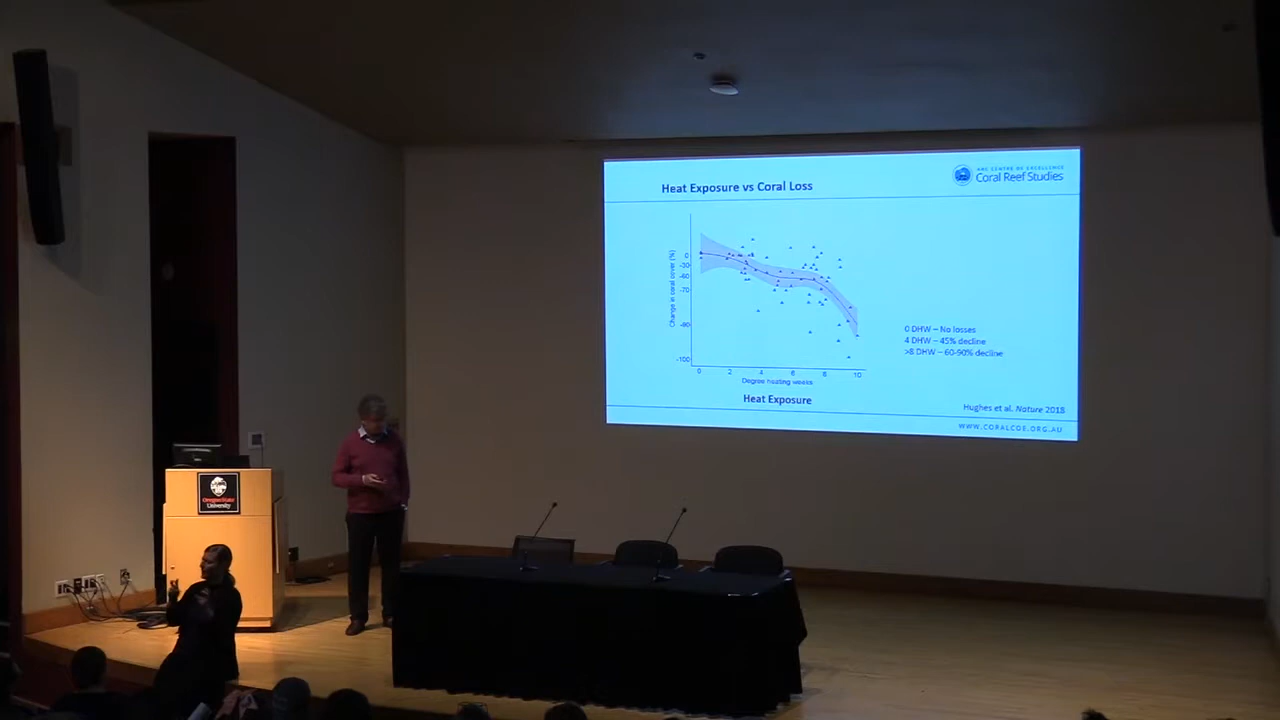 Heat Exposure vs Coral Loss
ARC CENTRE OF EXCELLENCE
Coral Reef Studies
Change in coral cover (%)
0
-30
-60
-70
-90
-100
0 2 4 6 8 10
Degree heating weeks
Heat Exposure
0 DHW – No losses
4 DHW – 45% decline
>8 DHW – 60-90% decline
Hughes et al. Nature 2018
WWW.CORALCOE.ORG.AU
Oregon State
University